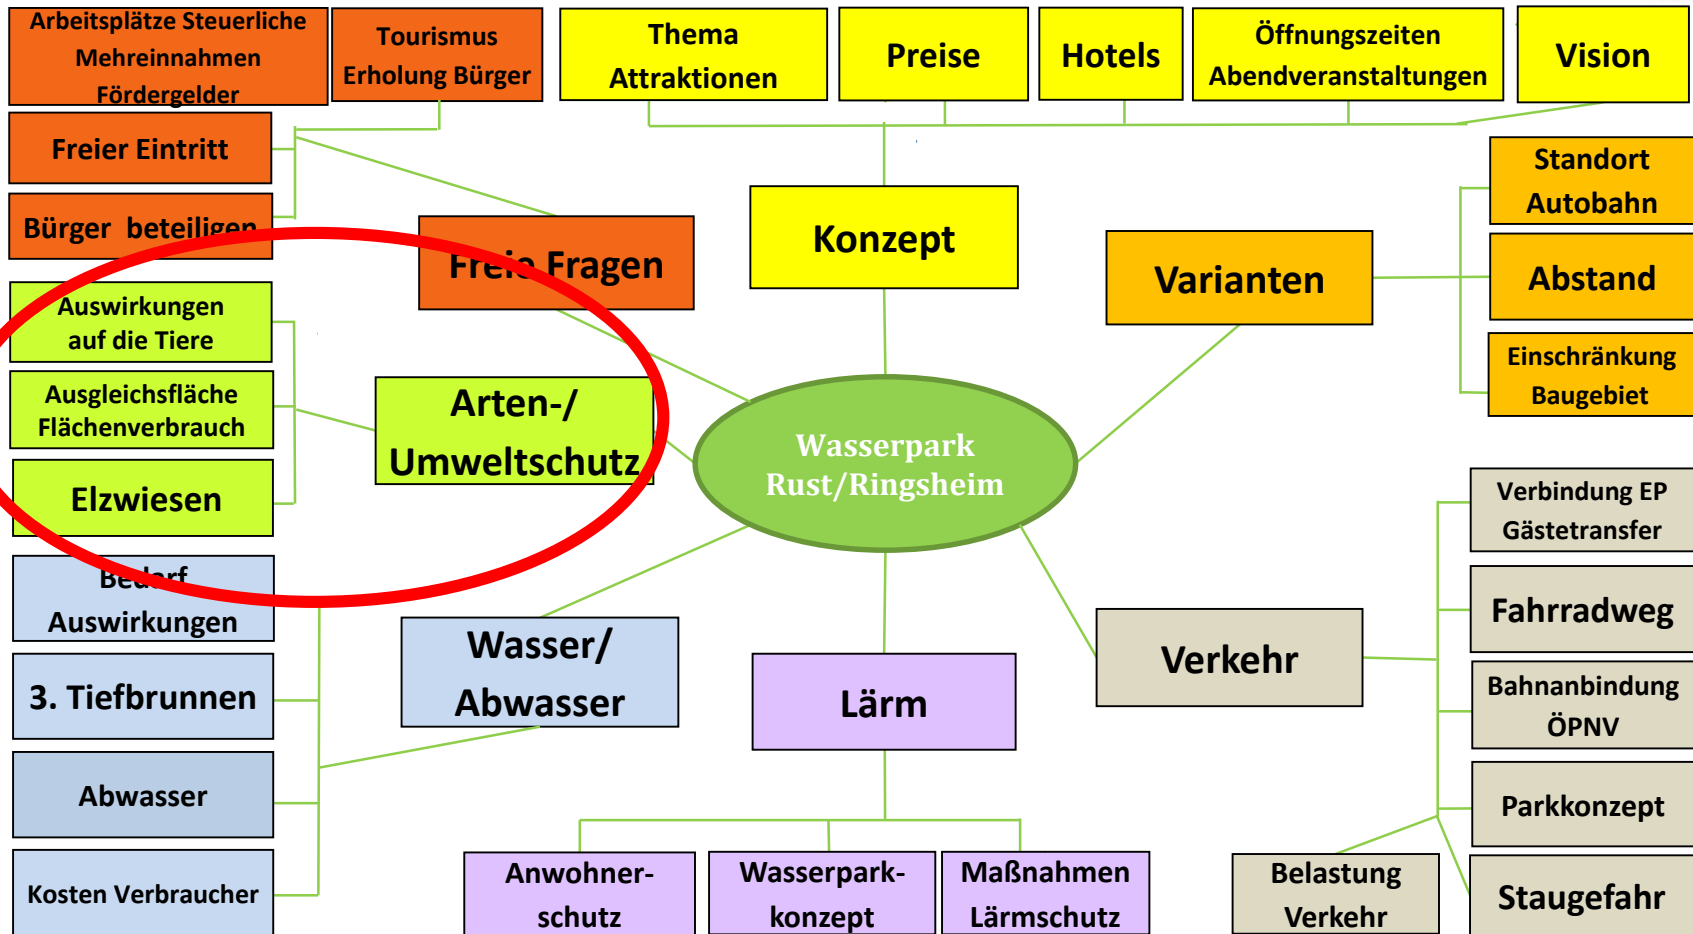 Arbeitsplätze Steuerliche
Mehreinnahmen
Fördergelder
Tourismus
Erholung Bürger
Thema
Attraktionen
Preise
Hotels
Öffnungszeiten
Abendveranstaltungen
Vision
Freier Eintritt
Bürger beteiligen
Freie Fragen
Konzept
Varianten
Standort
Autobahn
Abstand
Einschränkung
Baugebiet
Auswirkungen
auf die Tiere
Ausgleichsfläche
Flächenverbrauch
Elzwiesen
Arten-/
Umweltschutz
Wasserpark
Rust/Ringsheim
Bedarf
Auswirkungen
3. Tiefbrunnen
Abwasser
Kosten Verbraucher
Wasser/
Abwasser
Lärm
Anwohner-
schutz
Wasserpark-
konzept
Maßnahmen
Lärmschutz
Verkehr
Verbindung EP
Gästetransfer
Fahrradweg
Bahnanbindung
ÖPNV
Parkkonzept
Belastung
Verkehr
Staugefahr